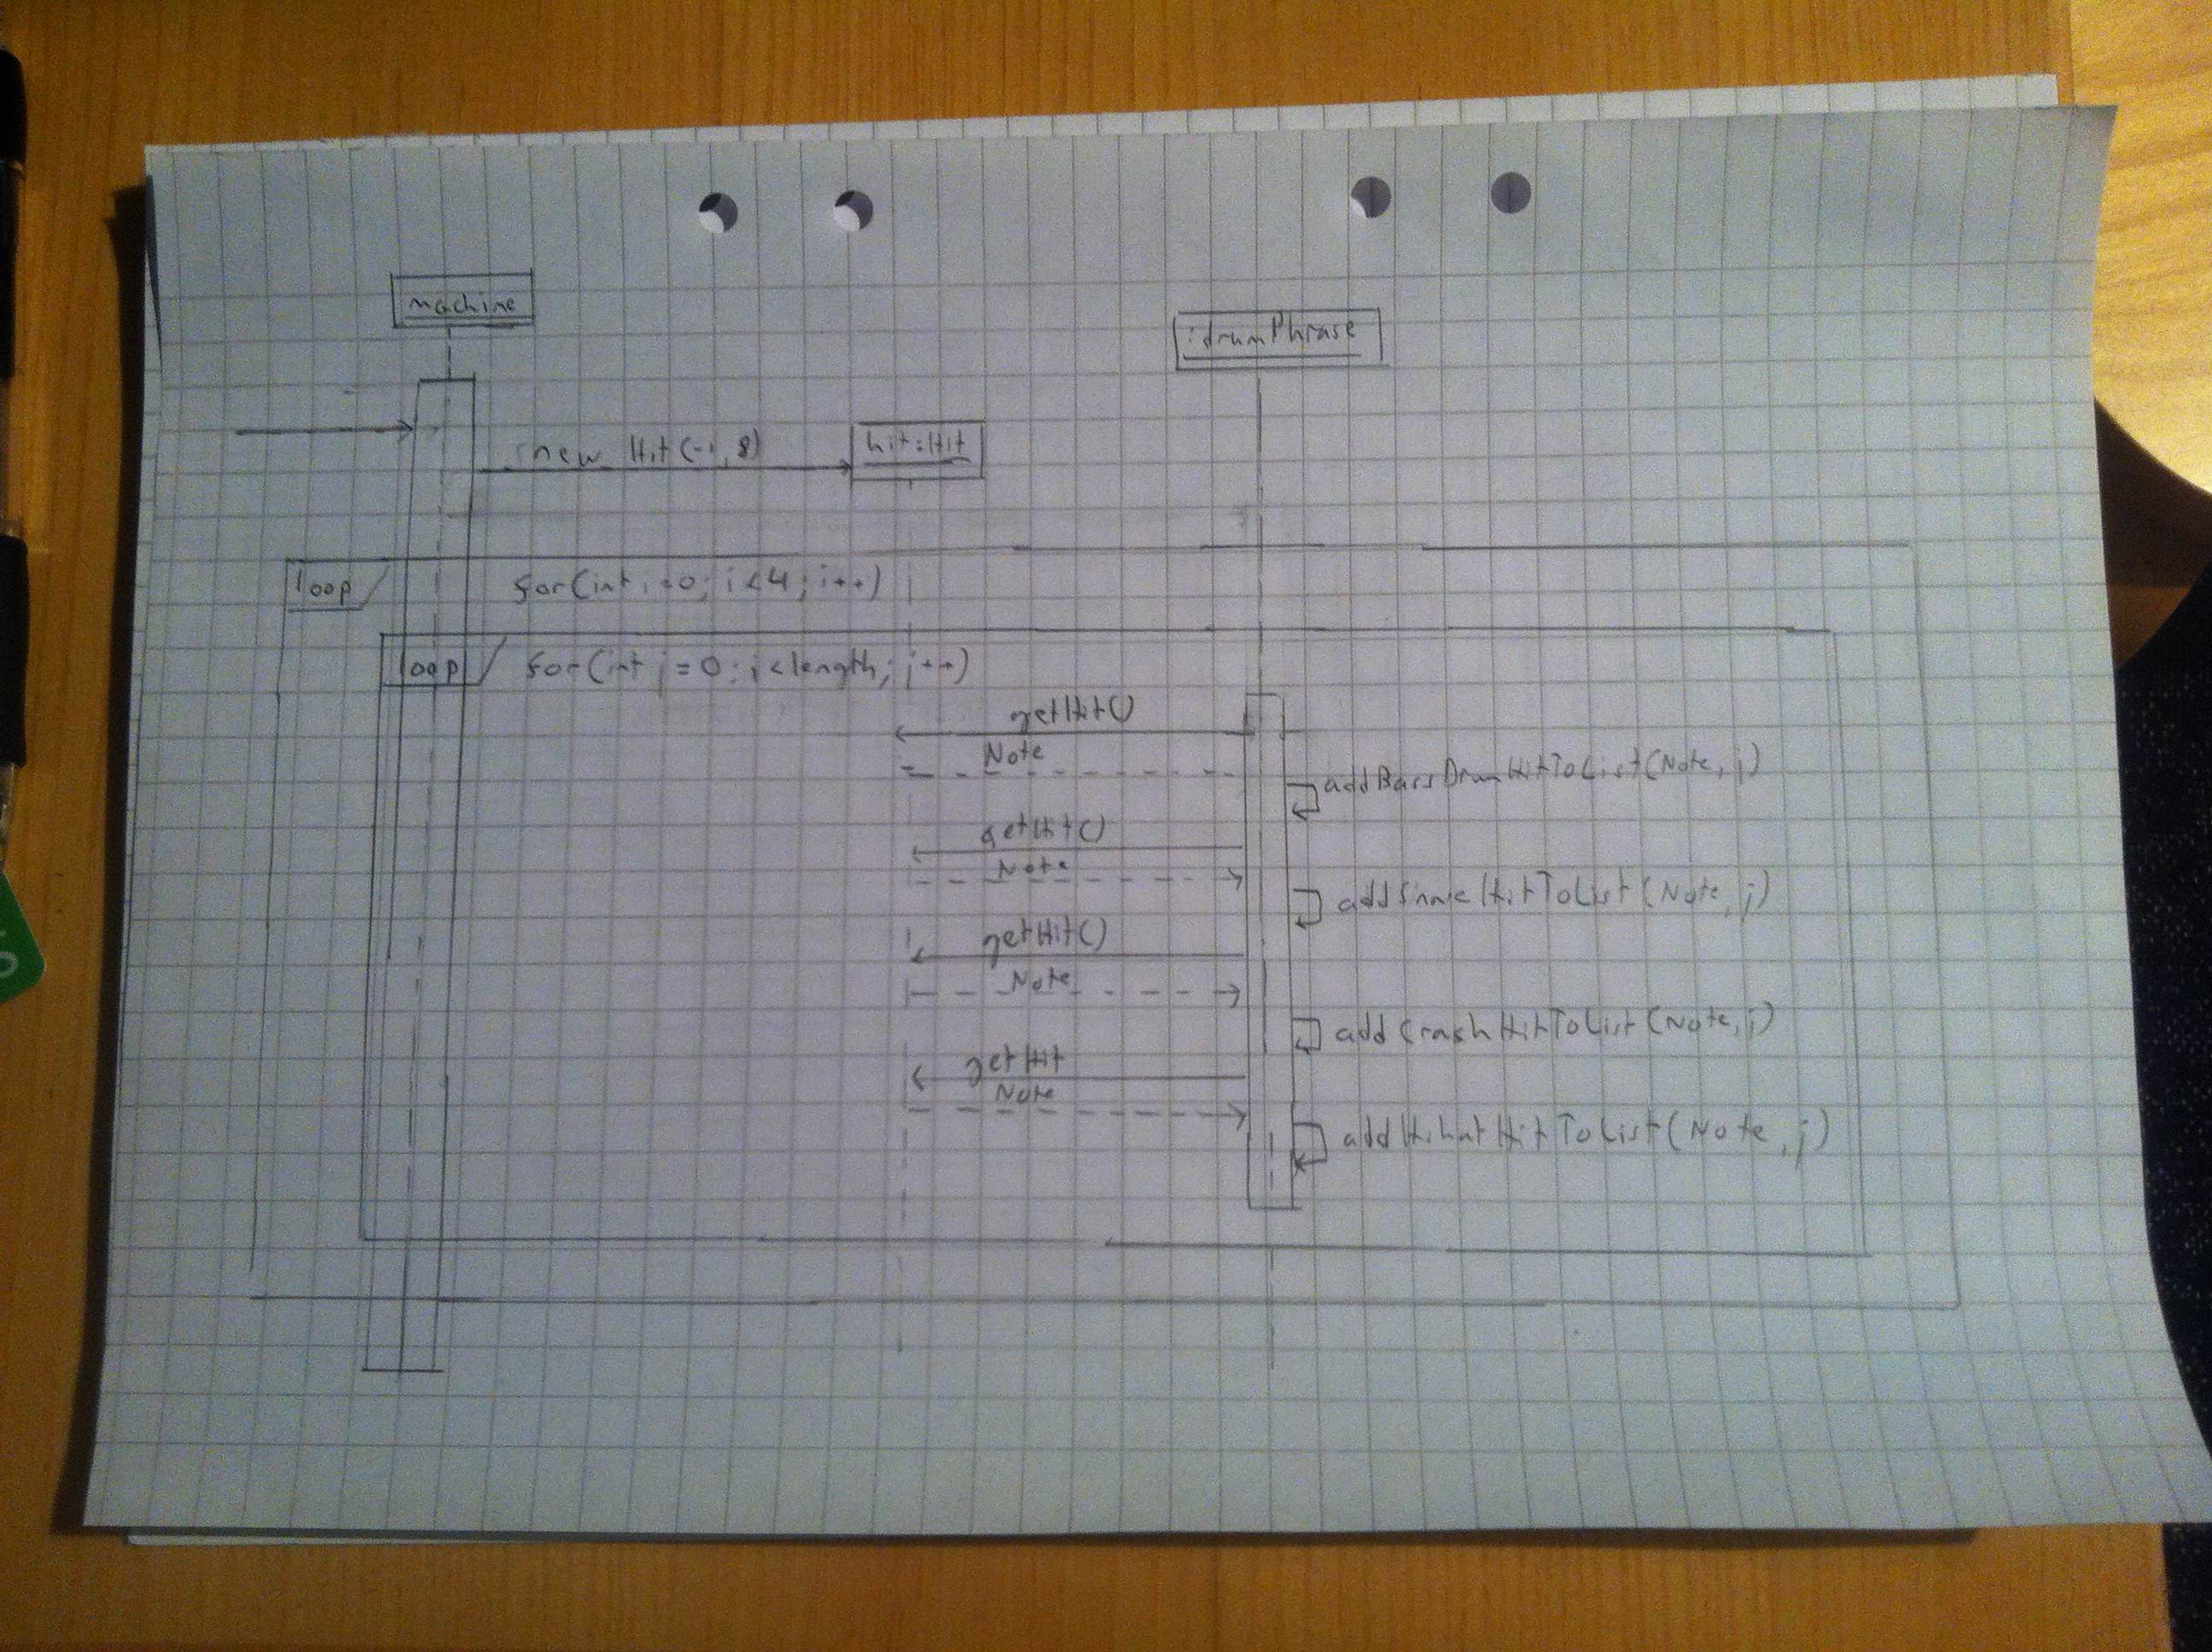 machine
:drumPhrase
new Hit(-1, 8)
hit:Hit
loop
for(int i=0; i<4; i++)
loop
for(int j=0; j<length; j++)
getHit()
Note
addBassDrumHitToList(Note, j)
getHit()
Note
addSnareHitToList(Note, j)
getHit()
Note
addCrashHitToList(Note, j)
getHit
Note
addHihatHitToList(Note, j)